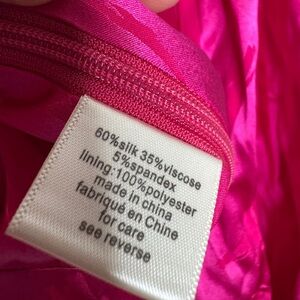 60%silk 35%viscose
5%spandex
lining:100%polyester
made in china
fabriqué en Chine
for care
see reverse